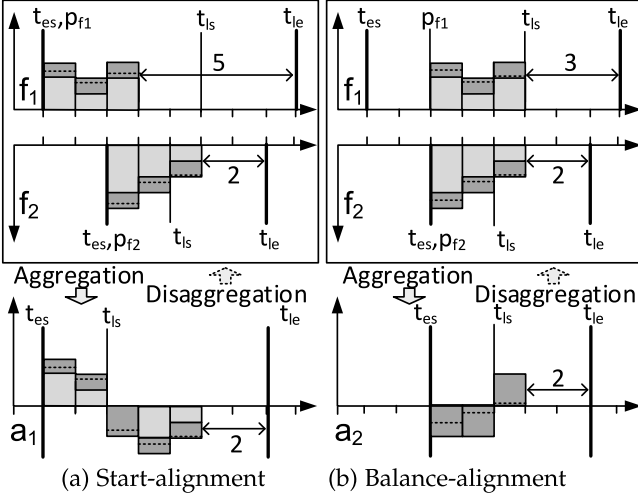 t_es,p_f1 t_ls t_le
5
f_1
f_2
2
t_es,p_f2 t_ls t_le
t_es p_f t_ls t_le
3
f_1
f_2
2
t_es,p_f2 t_ls t_le
Aggregation
Disaggregation
t_es t_ls t_le
2
a_1
(a) Start-alignment
Aggregation
Disaggregation
t_es t_ls t_le
2
a_2
(b) Balance-alignment